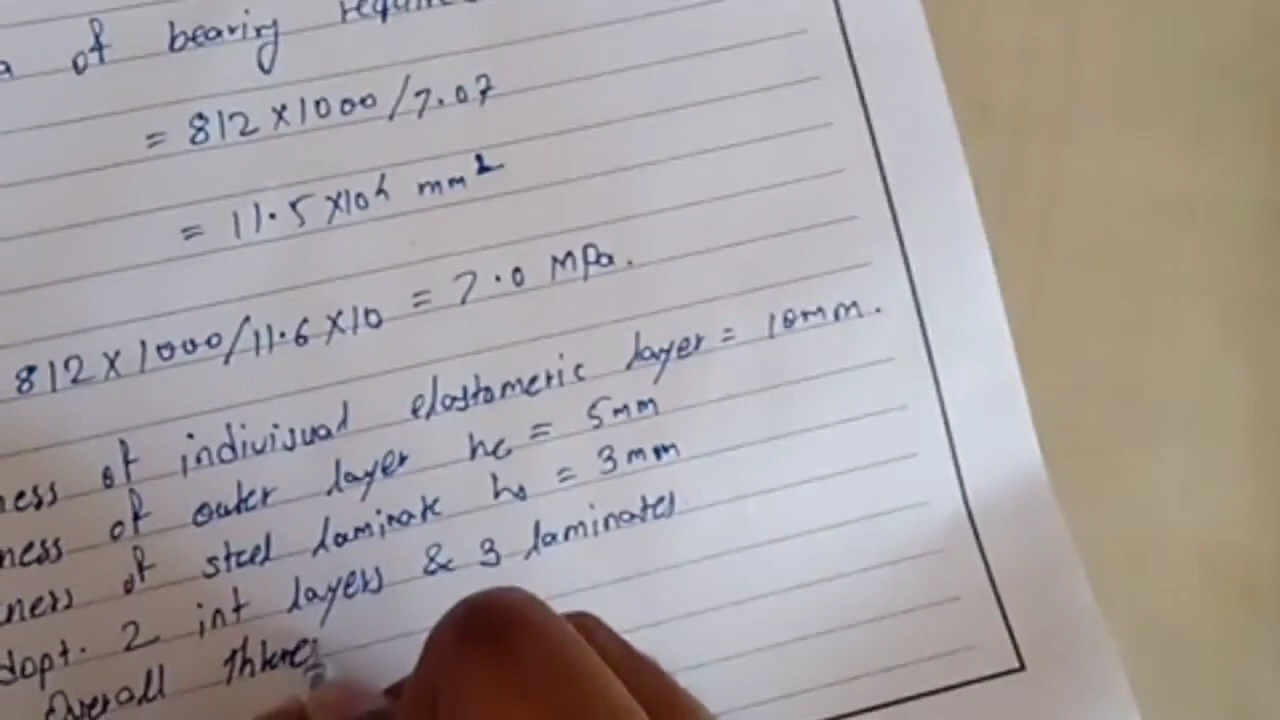 of bearing
= 812 x 1000 / 7.07
= 11.5 x 10⁴ mm²
812 x 1000 / 11.6 x 10 = 7.0 MPa.
ness of indivisual elastomeric layer = 10mm.
ness of outer layer he = 5mm
ness of steel laminate hs = 3mm
dopt. 2 int layers & 3 laminates.
Overall